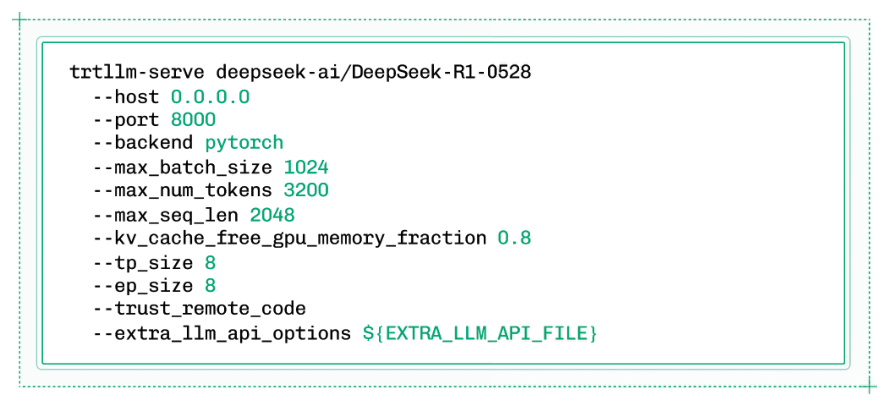 trtllm-serve deepseek-ai/DeepSeek-R1-0528
--host 0.0.0.0
--port 8000
--backend pytorch
--max_batch_size 1024
--max_num_tokens 3200
--max_seq_len 2048
--kv_cache_free_gpu_memory_fraction 0.8
--tp_size 8
--ep_size 8
--trust_remote_code
--extra_llm_api_options ${EXTRA_LLM_API_FILE}